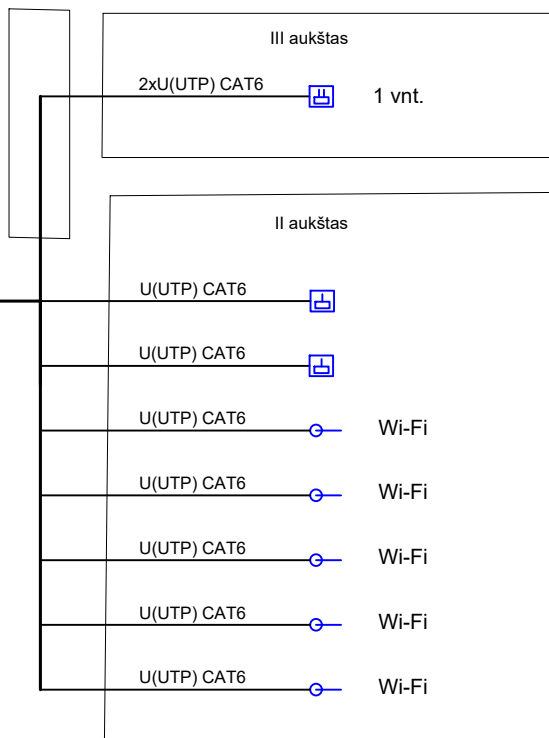 III aukštas
2xU(UTP) CAT6
1 vnt.
II aukštas
U(UTP) CAT6
U(UTP) CAT6
U(UTP) CAT6
Wi-Fi
U(UTP) CAT6
Wi-Fi
U(UTP) CAT6
Wi-Fi
U(UTP) CAT6
Wi-Fi
U(UTP) CAT6
Wi-Fi